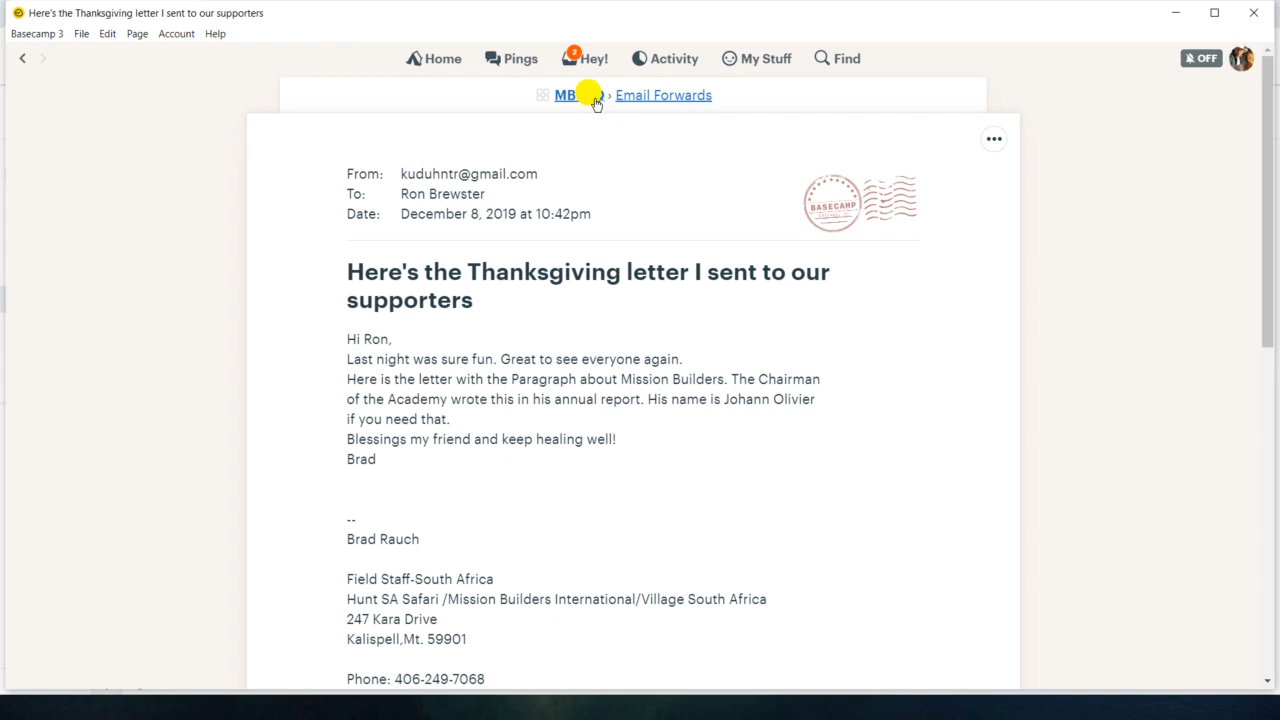 Here's the Thanksgiving letter I sent to our supporters
Basecamp 3 File Edit Page Account Help
Home Pings 2 Hey! Activity My Stuff Find OFF
MB › Email Forwards
From: kuduhntr@gmail.com
To: Ron Brewster
Date: December 8, 2019 at 10:42pm
BASECAMP
Here's the Thanksgiving letter I sent to our
supporters
Hi Ron,
Last night was sure fun. Great to see everyone again.
Here is the letter with the Paragraph about Mission Builders. The Chairman
of the Academy wrote this in his annual report. His name is Johann Olivier
if you need that.
Blessings my friend and keep healing well!
Brad
--
Brad Rauch
Field Staff-South Africa
Hunt SA Safari /Mission Builders International/Village South Africa
247 Kara Drive
Kalispell,Mt. 59901
Phone: 406-249-7068